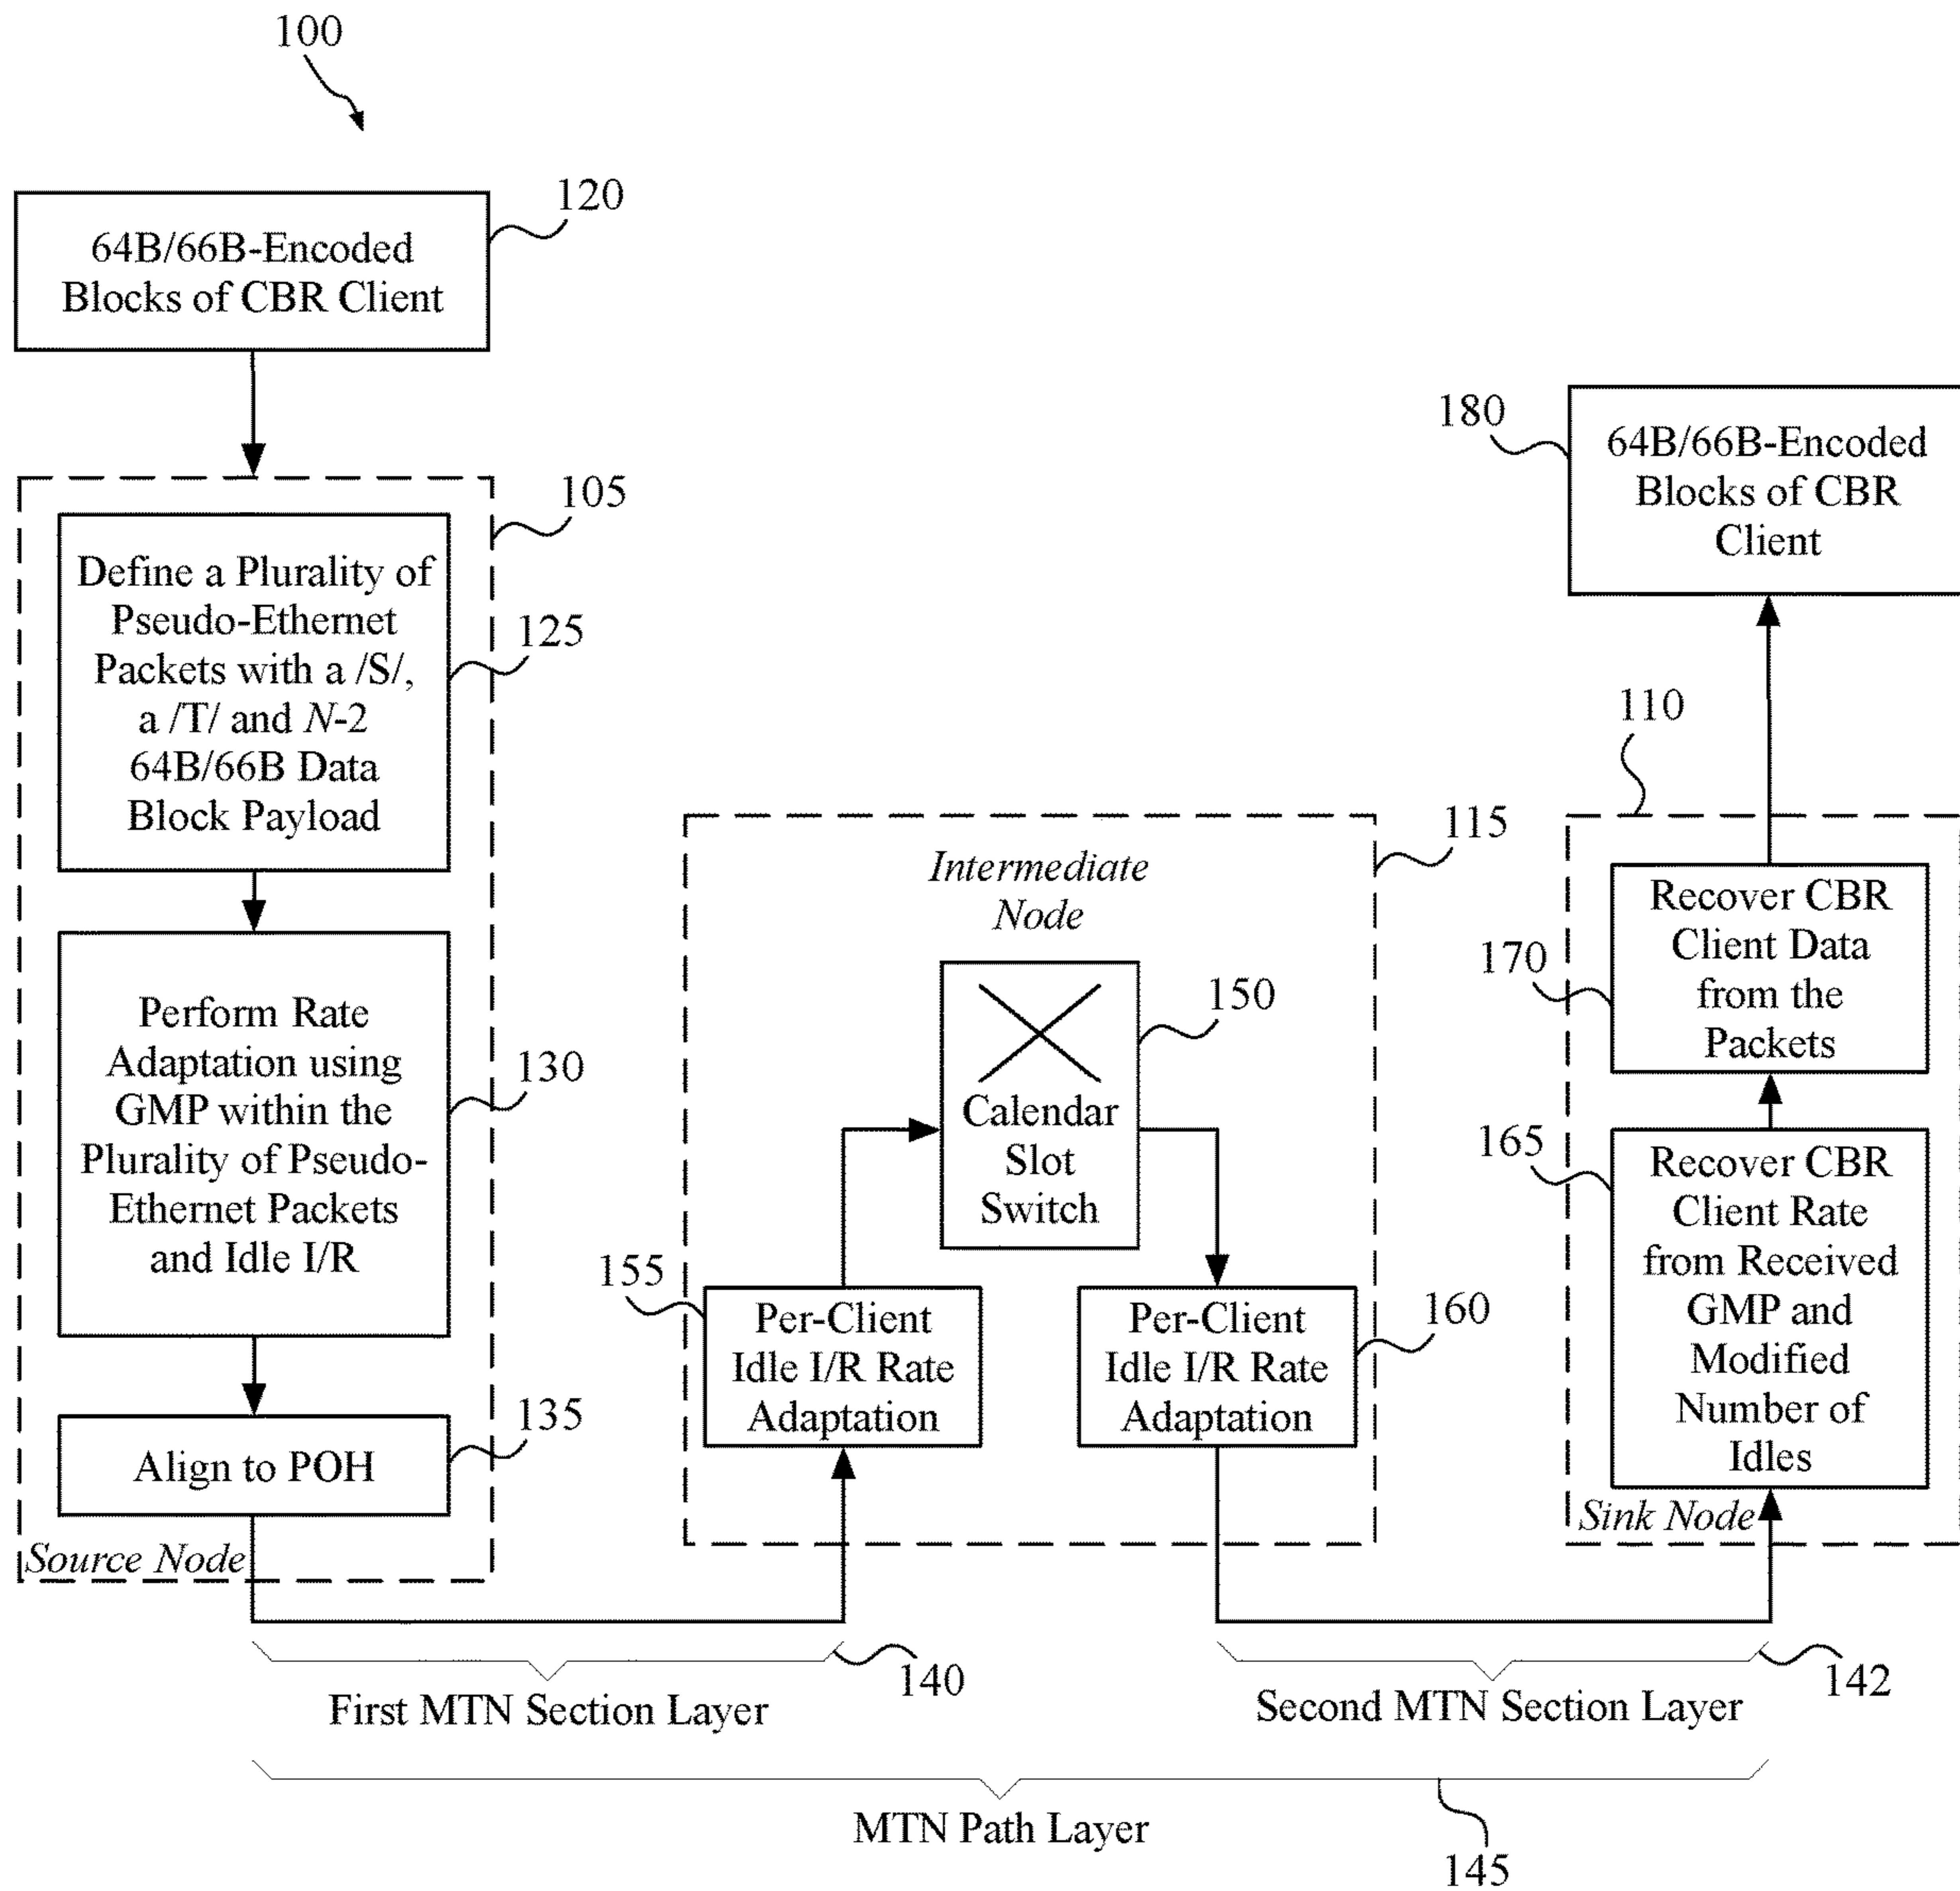 100
120
64B/66B-Encoded
Blocks of CBR Client
105
Define a Plurality of
Pseudo-Ethernet
Packets with a /S/,
a /T/ and N-2
64B/66B Data
Block Payload
125
Perform Rate
Adaptation using
GMP within the
Plurality of Pseudo-
Ethernet Packets
and Idle I/R
130
Align to POH
135
Source Node
115
Intermediate
Node
150
Calendar
Slot
Switch
155
Per-Client
Idle I/R Rate
Adaptation
160
Per-Client
Idle I/R Rate
Adaptation
180
64B/66B-Encoded
Blocks of CBR
Client
110
170
Recover CBR
Client Data
from the
Packets
165
Recover CBR
Client Rate
from Received
GMP and
Modified
Number of
Idles
Sink Node
140
First MTN Section Layer
142
Second MTN Section Layer
MTN Path Layer
145